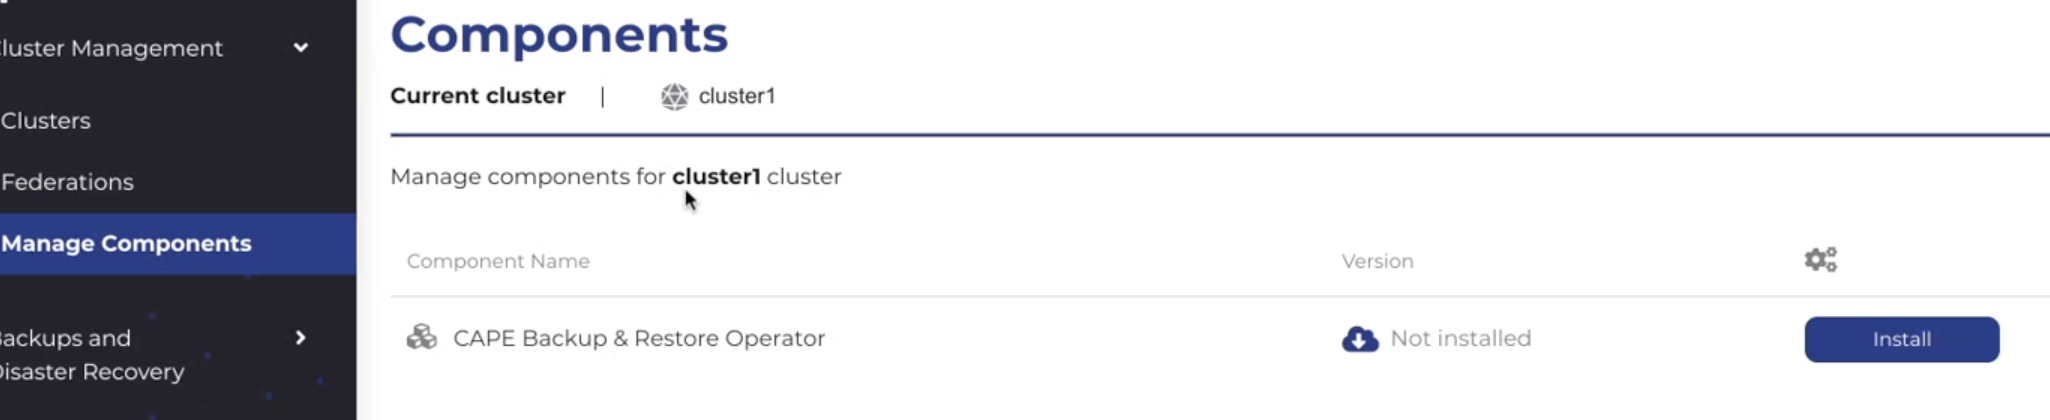 Components
luster Management
Current cluster | cluster1
Clusters
Manage components for cluster1 cluster
Federations
Manage Components
Component Name Version
CAPE Backup & Restore Operator Not installed Install
ackups and
isaster Recovery